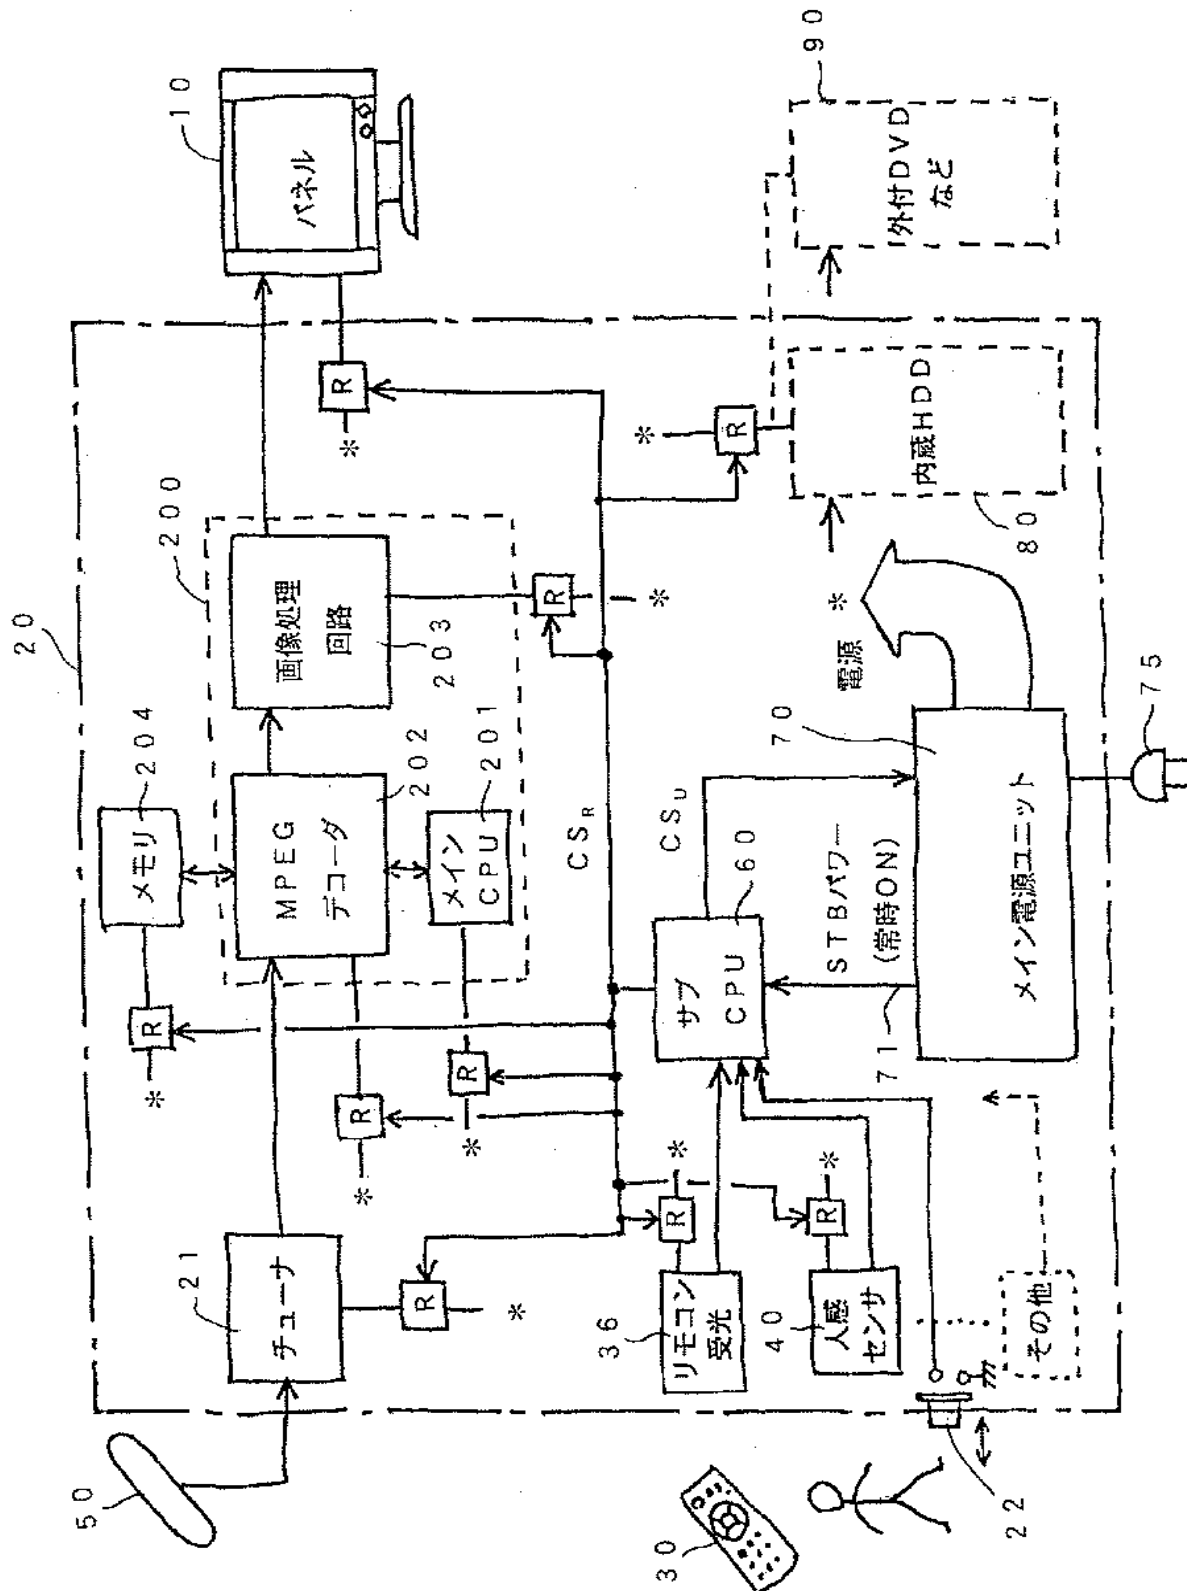 20
50
21
チューナ
R
*
メモリ
204
R
*
200
MPEG
デコーダ
202
R
*
メイン
CPU
201
R
*
画像処理
回路
203
R
*
10
パネル
R
*
CSR
30
36
リモコン
受光
R
*
40
人感
センサ
R
*
22
その他
サブ
CPU
60
CSU
STBパワー
(常時ON)
71
70
メイン電源ユニット
75
電源
*
R
*
内蔵HDD
80
外付DVD
など
90